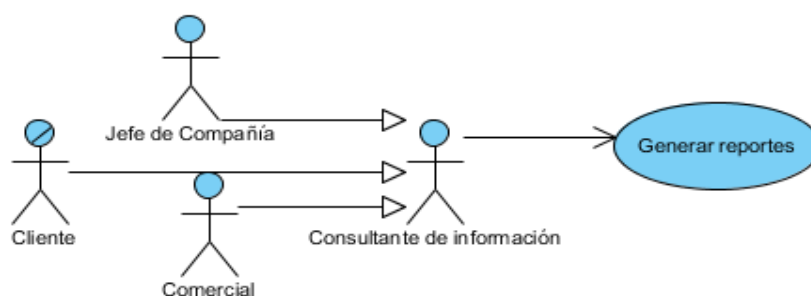 Jefe de Compañía
Generar reportes
Cliente
Consultante de información
Comercial